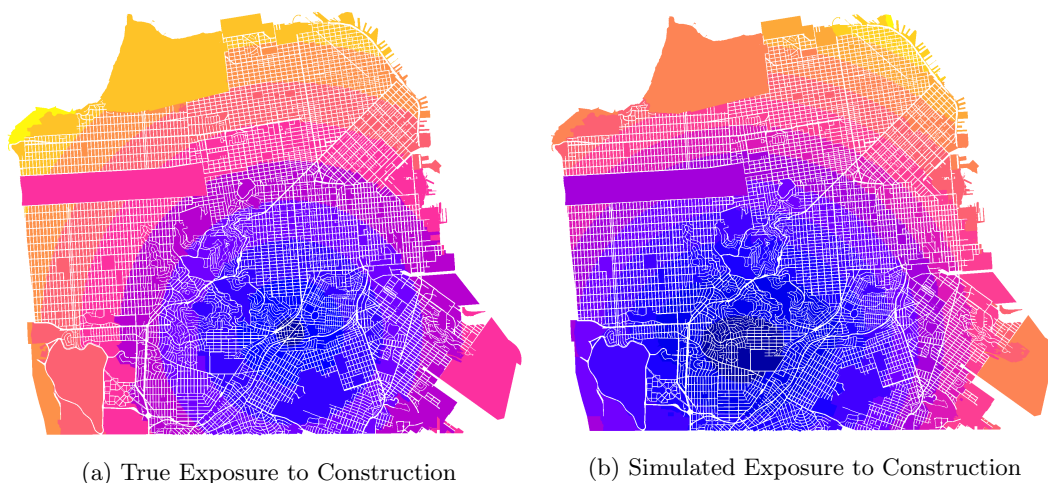 (a) True Exposure to Construction
(b) Simulated Exposure to Construction